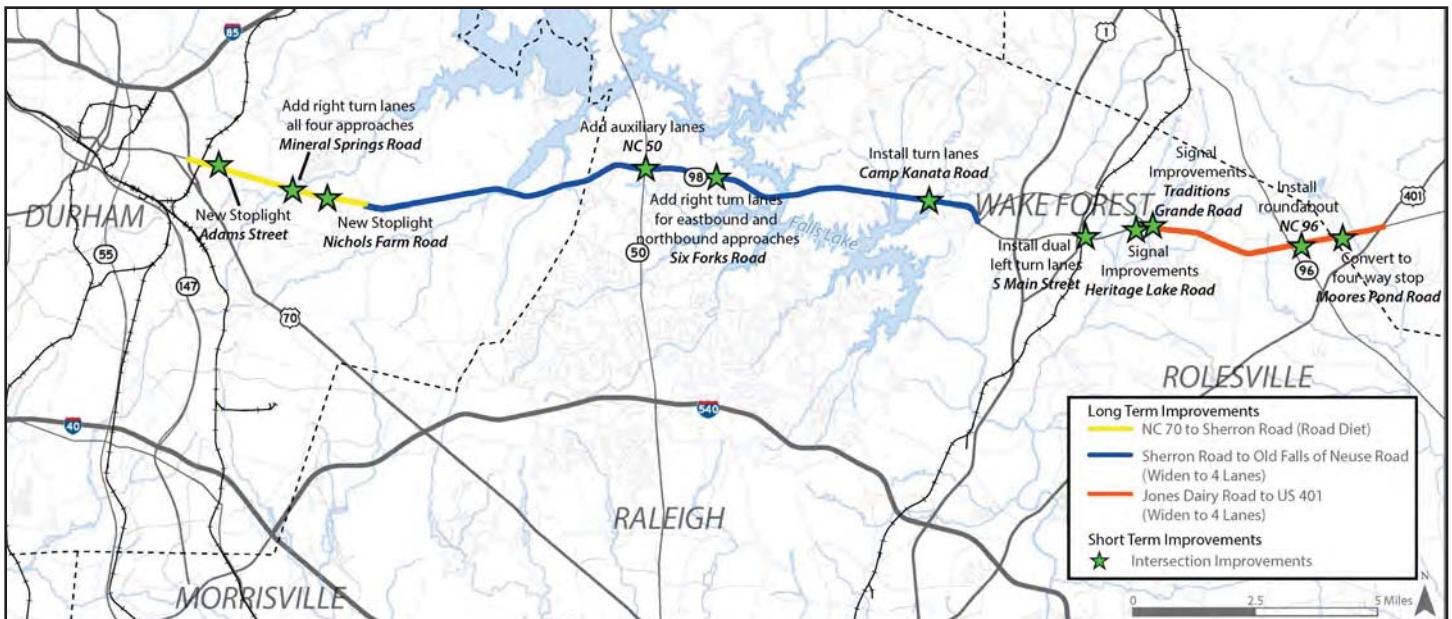 85
1
Add right turn lanes
all four approaches
Mineral Springs Road
Add auxiliary lanes
NC 50
98
Install turn lanes
Camp Kanata Road
Signal
Improvements
Traditions
Grande Road
Install
roundabout
NC 96
401
DURHAM
New Stoplight
Adams Street
New Stoplight
Nichols Farm Road
Add right turn lanes
for eastbound and
northbound approaches
Six Forks Road
Falls Lake
WAKE FOREST
Install dual
left turn lanes
S Main Street
Signal
Improvements
Heritage Lake Road
96
Convert to
four-way stop
Moores Pond Road
55
147
50
70
ROLESVILLE
40
540
RALEIGH
MORRISVILLE
Long Term Improvements
NC 70 to Sherron Road (Road Diet)
Sherron Road to Old Falls of Neuse Road
(Widen to 4 Lanes)
Jones Dairy Road to US 401
(Widen to 4 Lanes)
Short Term Improvements
Intersection Improvements
N
0 2.5 5 Miles